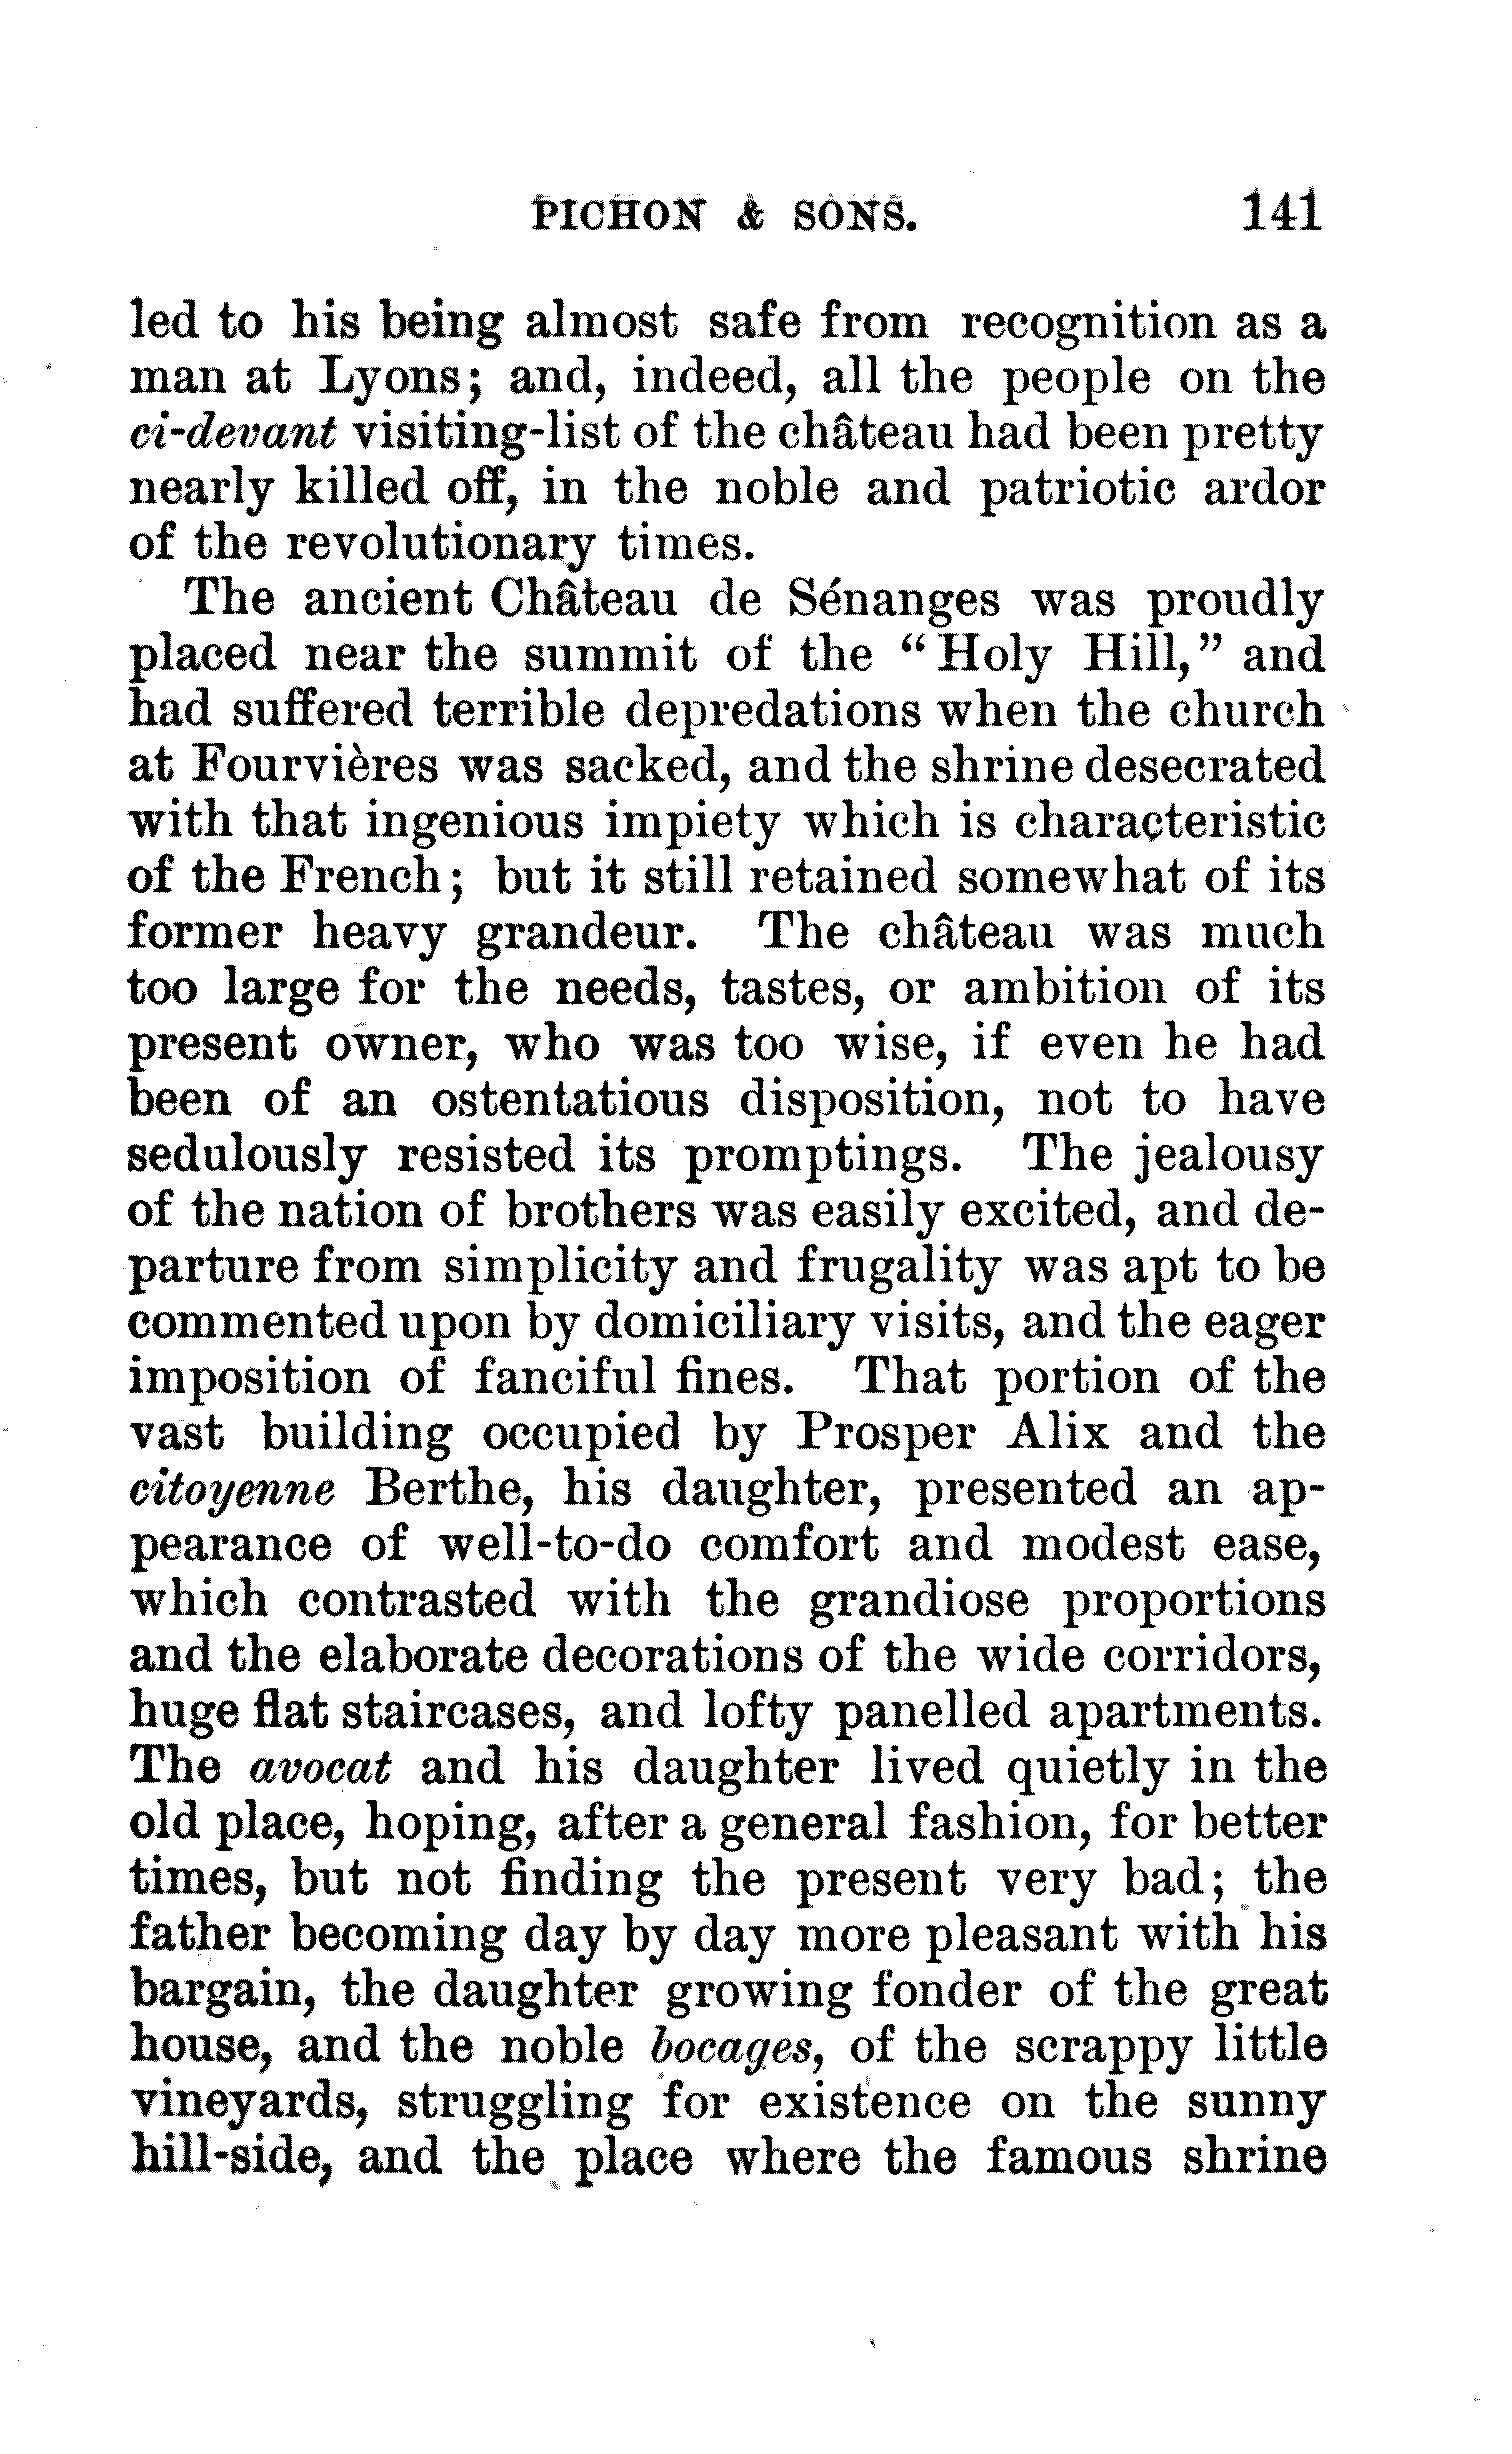 PICHON & SONS. 141
led to his being almost safe from recognition as a
man at Lyons; and, indeed, all the people on the
ci-devant visiting-list of the château had been pretty
nearly killed off, in the noble and patriotic ardor
of the revolutionary times.
The ancient Château de Sénanges was proudly
placed near the summit of the “Holy Hill,” and
had suffered terrible depredations when the church
at Fourvières was sacked, and the shrine desecrated
with that ingenious impiety which is characteristic
of the French; but it still retained somewhat of its
former heavy grandeur. The château was much
too large for the needs, tastes, or ambition of its
present owner, who was too wise, if even he had
been of an ostentatious disposition, not to have
sedulously resisted its promptings. The jealousy
of the nation of brothers was easily excited, and de-
parture from simplicity and frugality was apt to be
commented upon by domiciliary visits, and the eager
imposition of fanciful fines. That portion of the
vast building occupied by Prosper Alix and the
citoyenne Berthe, his daughter, presented an ap-
pearance of well-to-do comfort and modest ease,
which contrasted with the grandiose proportions
and the elaborate decorations of the wide corridors,
huge flat staircases, and lofty panelled apartments.
The avocat and his daughter lived quietly in the
old place, hoping, after a general fashion, for better
times, but not finding the present very bad; the
father becoming day by day more pleasant with his
bargain, the daughter growing fonder of the great
house, and the noble bocages, of the scrappy little
vineyards, struggling for existence on the sunny
hill-side, and the place where the famous shrine